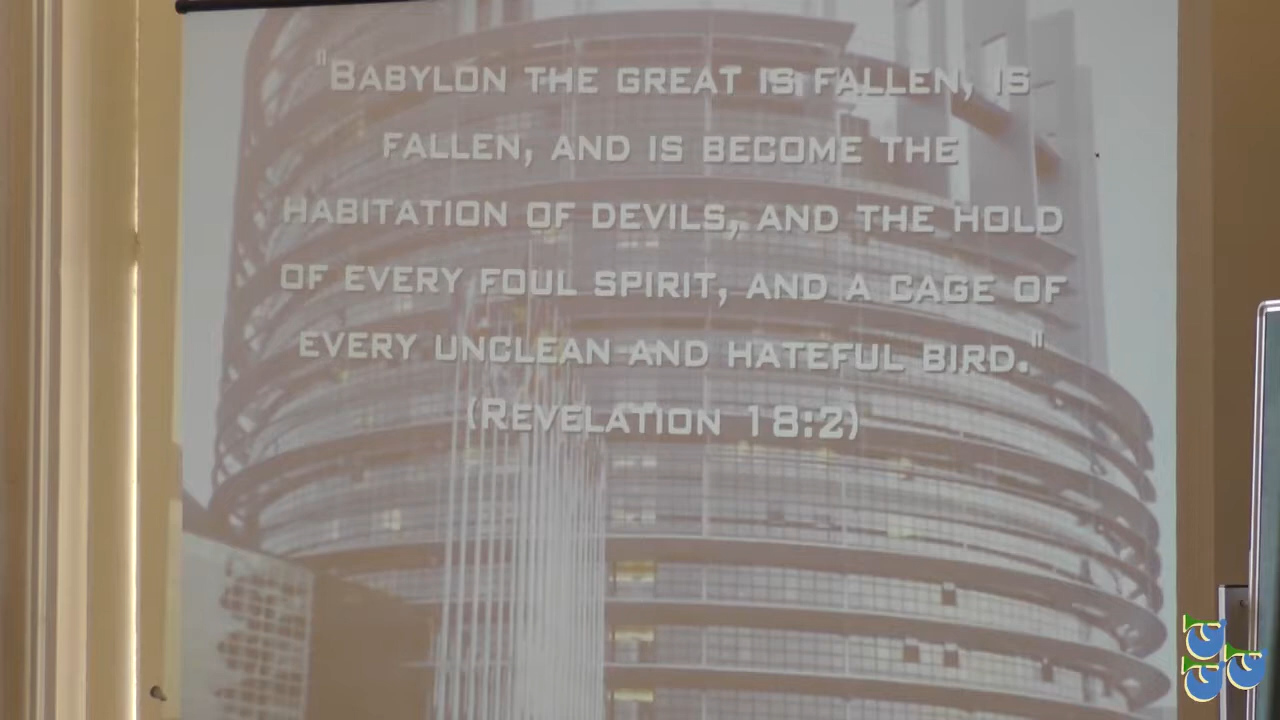 "Babylon the great is fallen, is
fallen, and is become the
habitation of devils, and the hold
of every foul spirit, and a cage of
every unclean and hateful bird."
(Revelation 18:2)